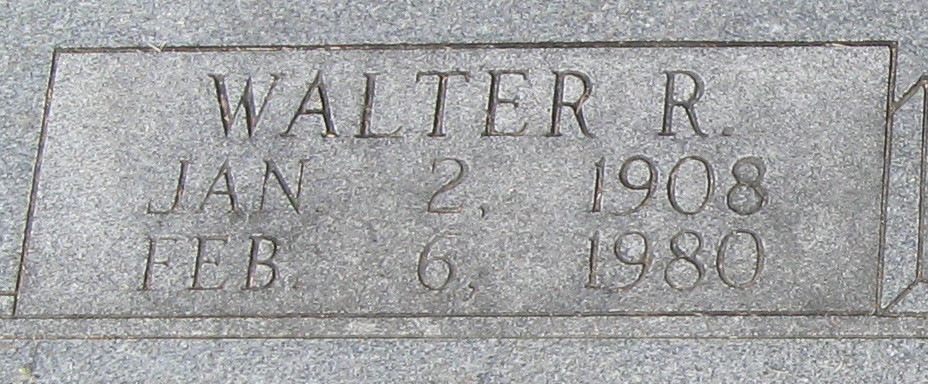 WALTER R.
JAN. 2, 1908
FEB. 6, 1980